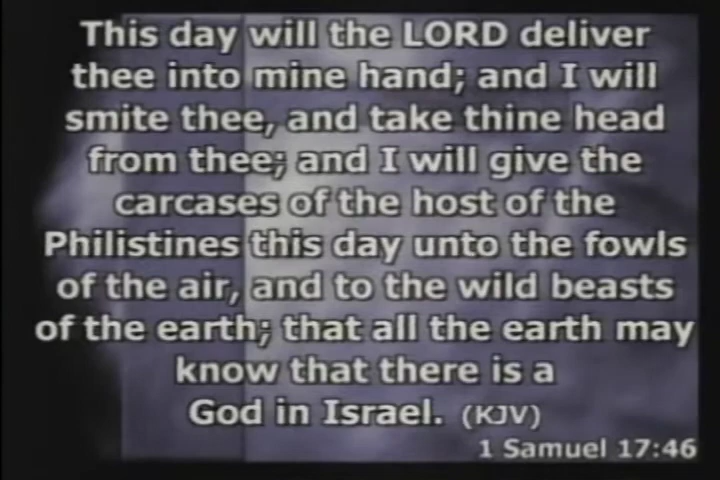 This day will the LORD deliver
thee into mine hand; and I will
smite thee, and take thine head
from thee; and I will give the
carcases of the host of the
Philistines this day unto the fowls
of the air, and to the wild beasts
of the earth; that all the earth may
know that there is a
God in Israel. (KJV)
1 Samuel 17:46